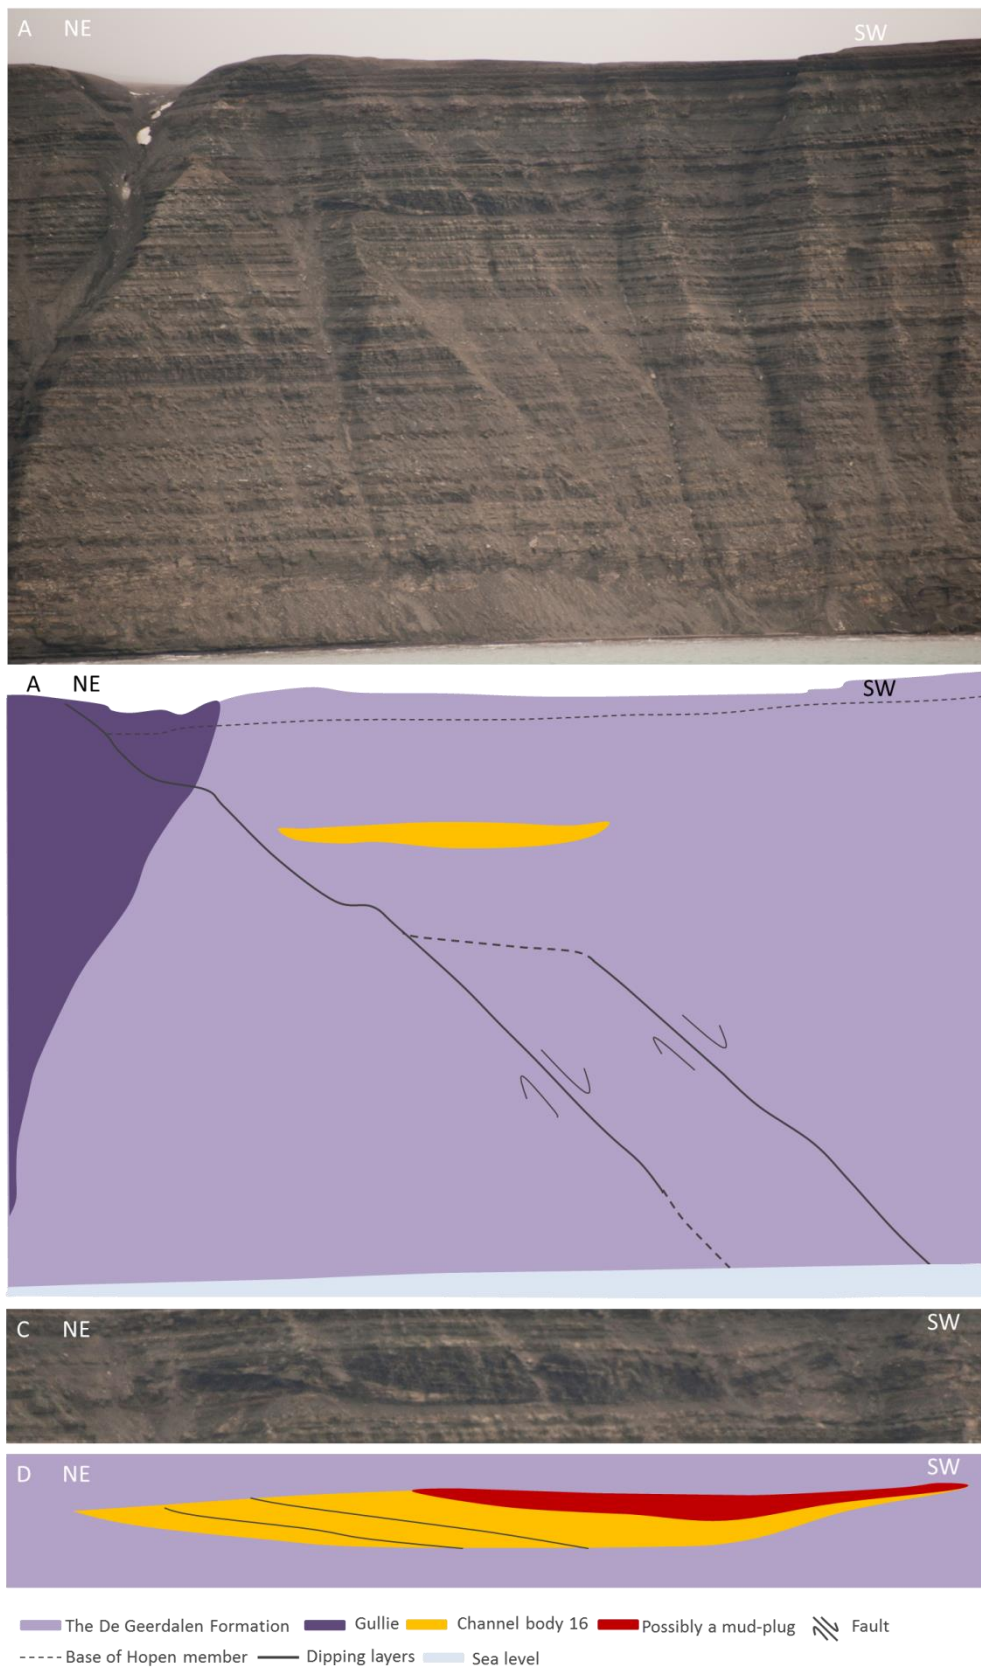 A NE SW
A NE SW
C NE SW
D NE SW
The De Geerdalen Formation Gullie Channel body 16 Possibly a mud-plug Fault
Base of Hopen member Dipping layers Sea level